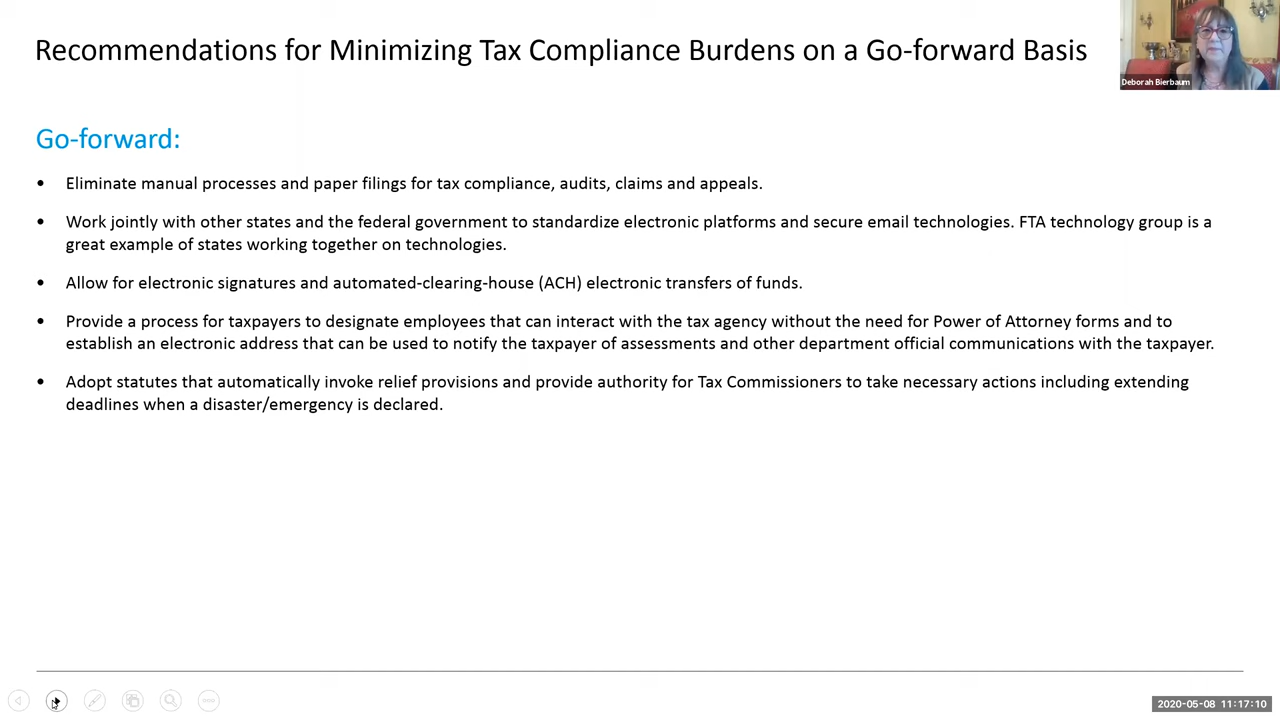 Recommendations for Minimizing Tax Compliance Burdens on a Go-forward Basis
Deborah Bierbaum
Go-forward:
• Eliminate manual processes and paper filings for tax compliance, audits, claims and appeals.
• Work jointly with other states and the federal government to standardize electronic platforms and secure email technologies. FTA technology group is a
great example of states working together on technologies.
• Allow for electronic signatures and automated-clearing-house (ACH) electronic transfers of funds.
• Provide a process for taxpayers to designate employees that can interact with the tax agency without the need for Power of Attorney forms and to
establish an electronic address that can be used to notify the taxpayer of assessments and other department official communications with the taxpayer.
• Adopt statutes that automatically invoke relief provisions and provide authority for Tax Commissioners to take necessary actions including extending
deadlines when a disaster/emergency is declared.
2020-05-08 11:17:10